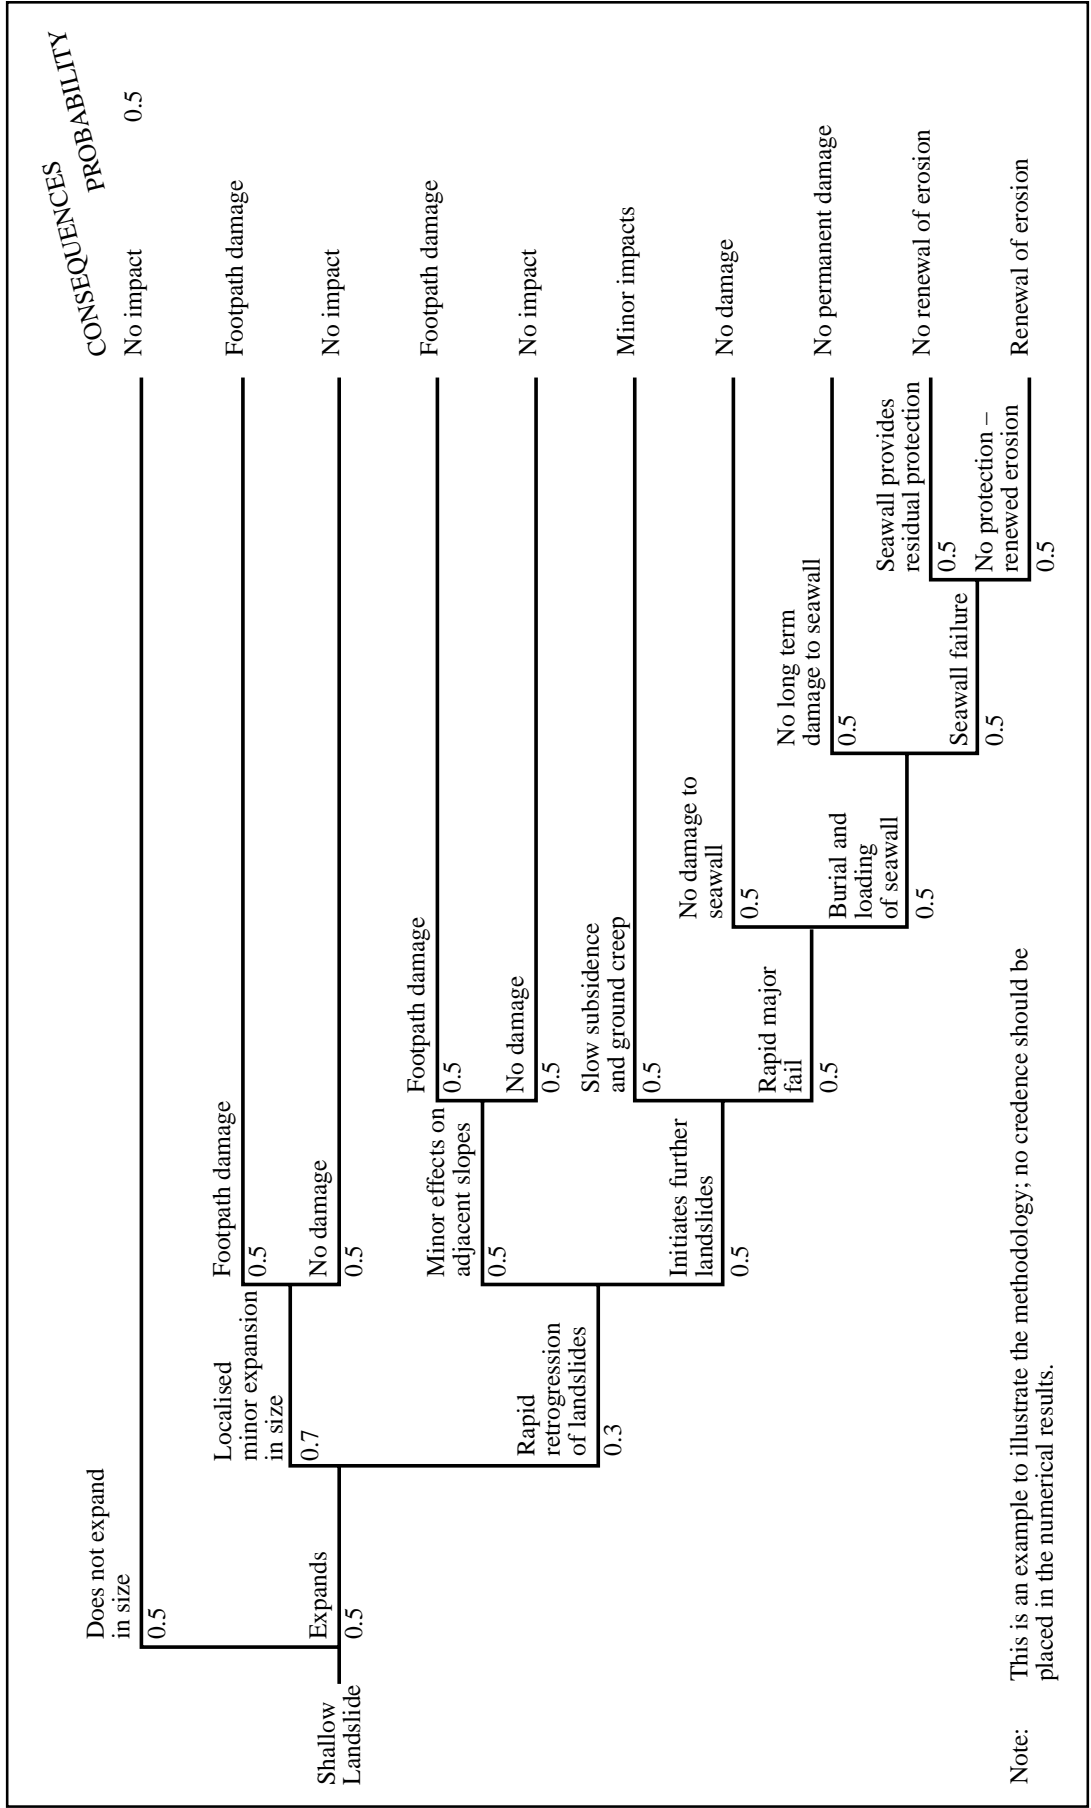 CONSEQUENCES
PROBABILITY
Shallow
Landslide
Does not expand
in size
0.5
No impact
0.5
Expands
0.5
Localised
minor expansion
in size
0.7
Footpath damage
0.5
Footpath damage
No damage
0.5
No impact
Rapid
retrogression
of landslides
0.3
Minor effects on
adjacent slopes
0.5
Footpath damage
0.5
Footpath damage
No damage
0.5
No impact
Initiates further
landslides
0.5
Slow subsidence
and ground creep
0.5
Minor impacts
Rapid major
fail
0.5
No damage to
seawall
0.5
No damage
Burial and
loading
of seawall
0.5
No long term
damage to seawall
0.5
No permanent damage
Seawall failure
0.5
Seawall provides
residual protection
0.5
No renewal of erosion
No protection –
renewed erosion
0.5
Renewal of erosion
Note: This is an example to illustrate the methodology; no credence should be
placed in the numerical results.